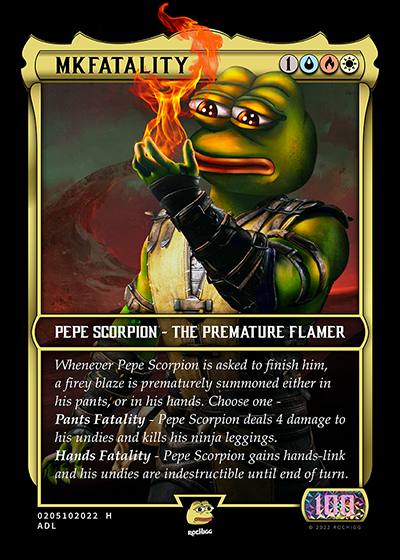 MKFATALITY
1
PEPE SCORPION - THE PREMATURE FLAMER
Whenever Pepe Scorpion is asked to finish him,
a firey blaze is prematurely summoned either in
his pants, or in his hands. Choose one -
Pants Fatality - Pepe Scorpion deals 4 damage to
his undies and kills his ninja leggings.
Hands Fatality - Pepe Scorpion gains hands-link
and his undies are indestructible until end of turn.
0205102022 H
ADL
ROCHIGG
100
© 2022 ROCHIGG